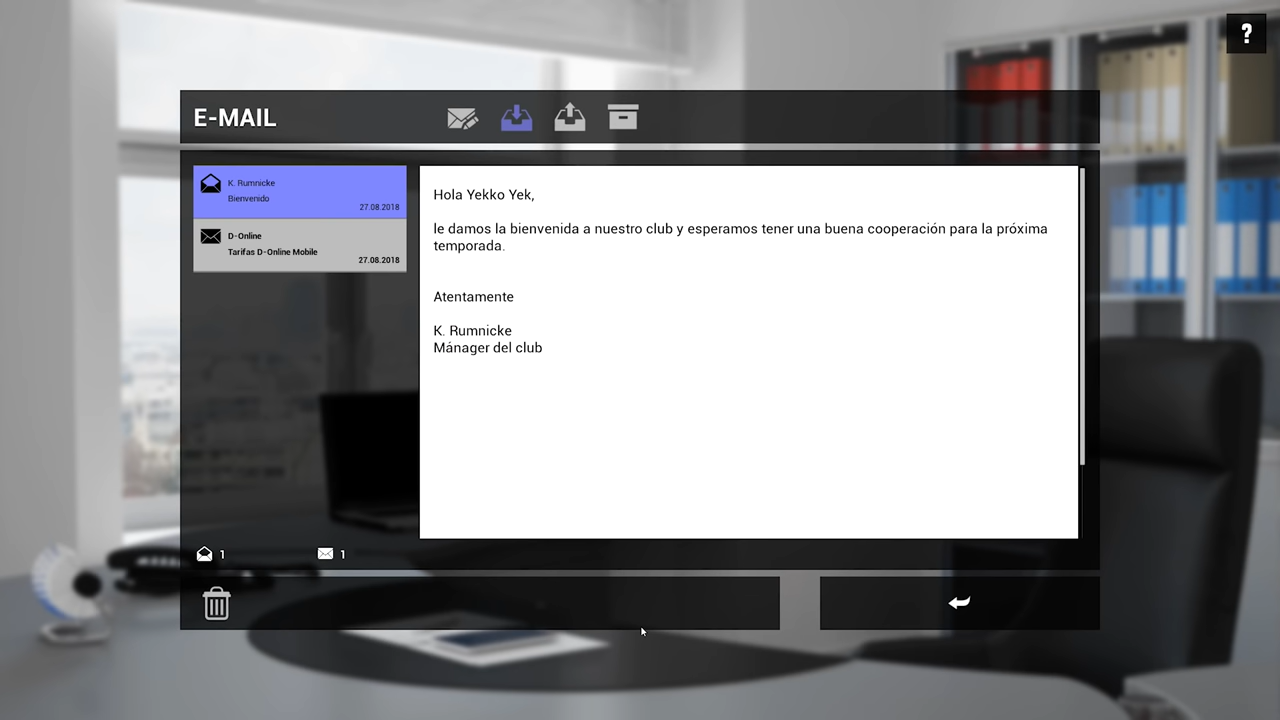 ?
E-MAIL
K. Rumnicke
Bienvenido
27.08.2018
D-Online
Tarifas D-Online Mobile
27.08.2018
Hola Yekko Yek,
le damos la bienvenida a nuestro club y esperamos tener una buena cooperación para la próxima
temporada.
Atentamente
K. Rumnicke
Mánager del club
1
1